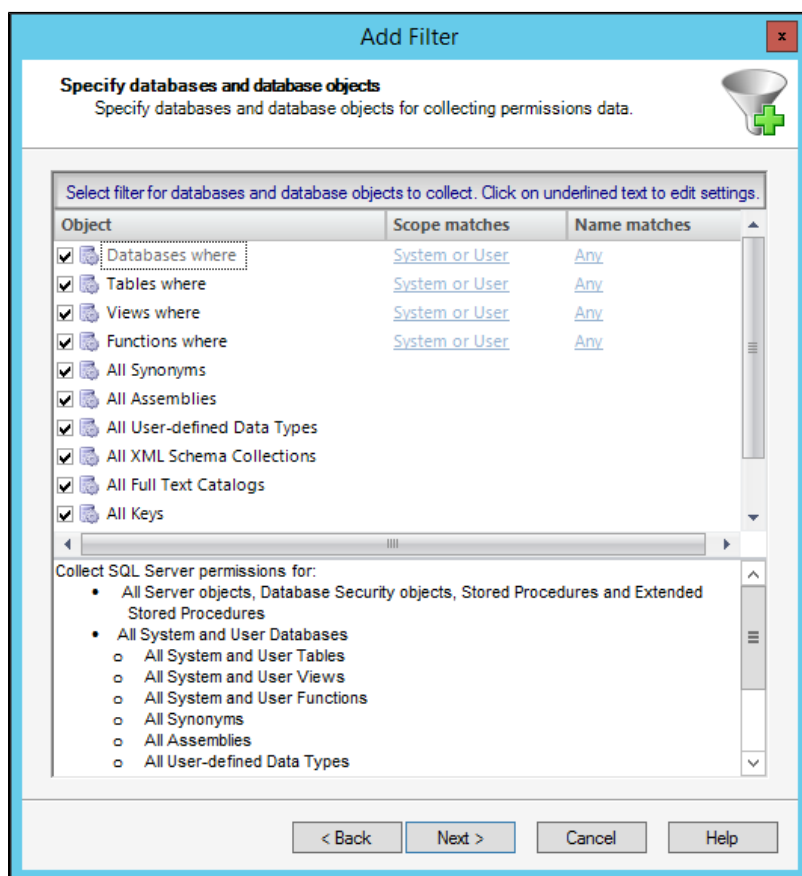 Add Filter
x
Specify databases and database objects
Specify databases and database objects for collecting permissions data.
Select filter for databases and database objects to collect. Click on underlined text to edit settings.
Object Scope matches Name matches
Databases where System or User Any
Tables where System or User Any
Views where System or User Any
Functions where System or User Any
All Synonyms
All Assemblies
All User-defined Data Types
All XML Schema Collections
All Full Text Catalogs
All Keys
Collect SQL Server permissions for:
• All Server objects, Database Security objects, Stored Procedures and Extended
Stored Procedures
• All System and User Databases
o All System and User Tables
o All System and User Views
o All System and User Functions
o All Synonyms
o All Assemblies
o All User-defined Data Types
< Back Next > Cancel Help